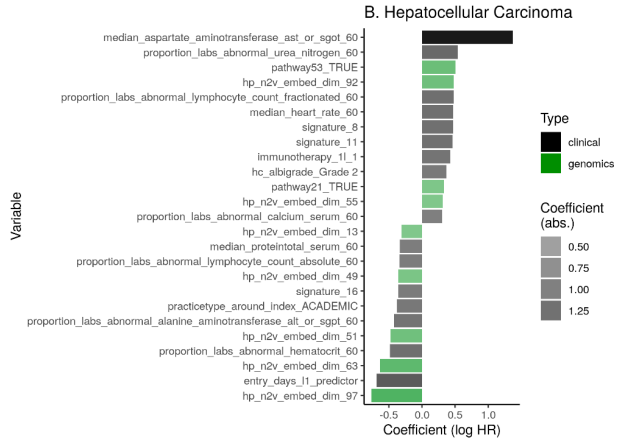 B. Hepatocellular Carcinoma
median_aspartate_aminotransferase_ast_or_sgot_60
proportion_labs_abnormal_urea_nitrogen_60
pathway53_TRUE
hp_n2v_embed_dim_92
proportion_labs_abnormal_lymphocyte_count_fractionated_60
median_heart_rate_60
signature_8
signature_11
immunotherapy_1l_1
hc_albigrade_Grade 2
pathway21_TRUE
hp_n2v_embed_dim_55
proportion_labs_abnormal_calcium_serum_60
hp_n2v_embed_dim_13
median_proteintotal_serum_60
proportion_labs_abnormal_lymphocyte_count_absolute_60
hp_n2v_embed_dim_49
signature_16
practicetype_around_index_ACADEMIC
proportion_labs_abnormal_alanine_aminotransferase_alt_or_sgpt_60
hp_n2v_embed_dim_51
proportion_labs_abnormal_hematocrit_60
hp_n2v_embed_dim_63
entry_days_l1_predictor
hp_n2v_embed_dim_97
Variable
-0.5 0.0 0.5 1.0
Coefficient (log HR)
Type
clinical
genomics
Coefficient
(abs.)
0.50
0.75
1.00
1.25